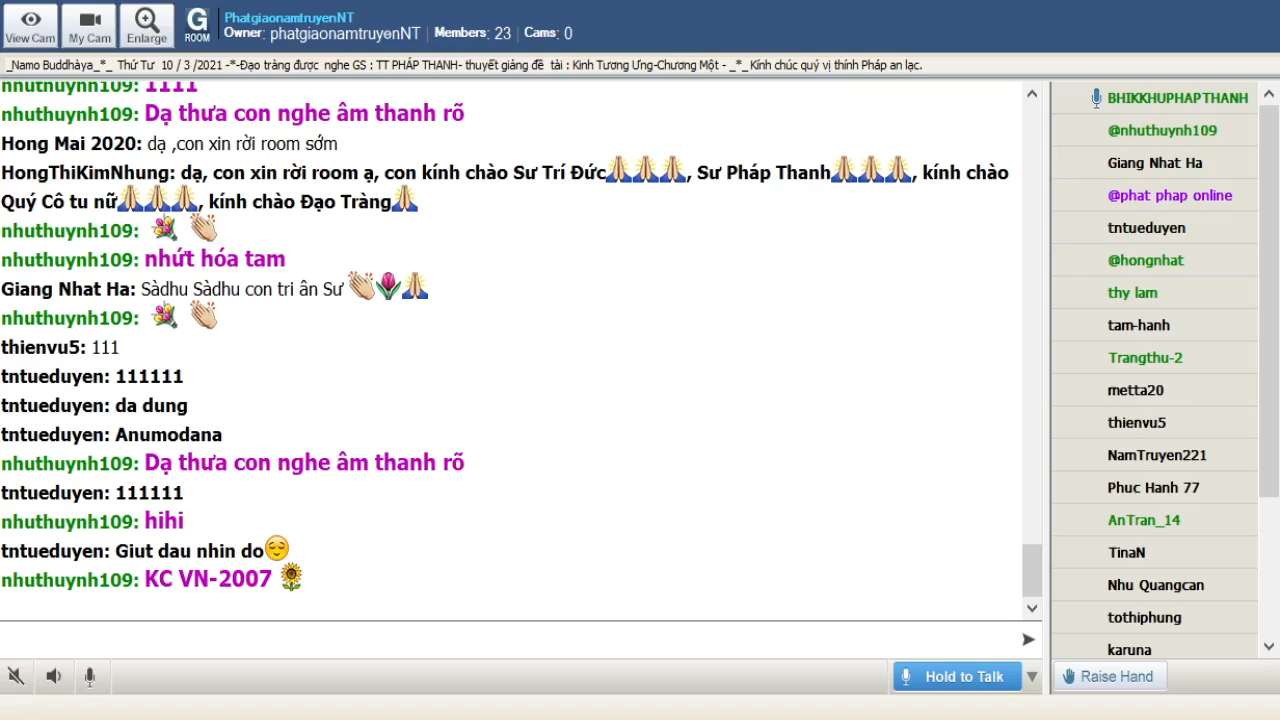 View Cam
My Cam
Enlarge
G
ROOM
PhatgiaonamtruyenNT
Owner: phatgiaonamtruyenNT | Members: 23 | Cams: 0
_Namo Buddhàya_*_ Thứ Tư 10 / 3 /2021 -*-Đạo tràng được nghe GS : TT PHÁP THANH- thuyết giảng đề tài : Kinh Tương Ưng-Chương Một - _*_Kính chúc quý vị thính Pháp an lạc.
nhuthuynh109: 1111
nhuthuynh109: Dạ thưa con nghe âm thanh rõ
Hong Mai 2020: dạ ,con xin rời room sớm
HongThiKimNhung: dạ, con xin rời room ạ, con kính chào Sư Trí Đức🙏🙏🙏, Sư Pháp Thanh🙏🙏🙏, kính chào
Quý Cô tu nữ🙏🙏🙏, kính chào Đạo Tràng🙏
nhuthuynh109: 💐 👏
nhuthuynh109: nhứt hóa tam
Giang Nhat Ha: Sàdhu Sàdhu con tri ân Sư 👏🌷🙏
nhuthuynh109: 💐 👏
thienvu5: 111
tntueduyen: 111111
tntueduyen: da dung
tntueduyen: Anumodana
nhuthuynh109: Dạ thưa con nghe âm thanh rõ
tntueduyen: 111111
nhuthuynh109: hihi
tntueduyen: Giut dau nhin do😌
nhuthuynh109: KC VN-2007 🌻
BHIKKHUPHAPTHANH
@nhuthuynh109
Giang Nhat Ha
@phat phap online
tntueduyen
@hongnhat
thy lam
tam-hanh
Trangthu-2
metta20
thienvu5
NamTruyen221
Phuc Hanh 77
AnTran_14
TinaN
Nhu Quangcan
tothiphung
karuna
Hold to Talk
Raise Hand